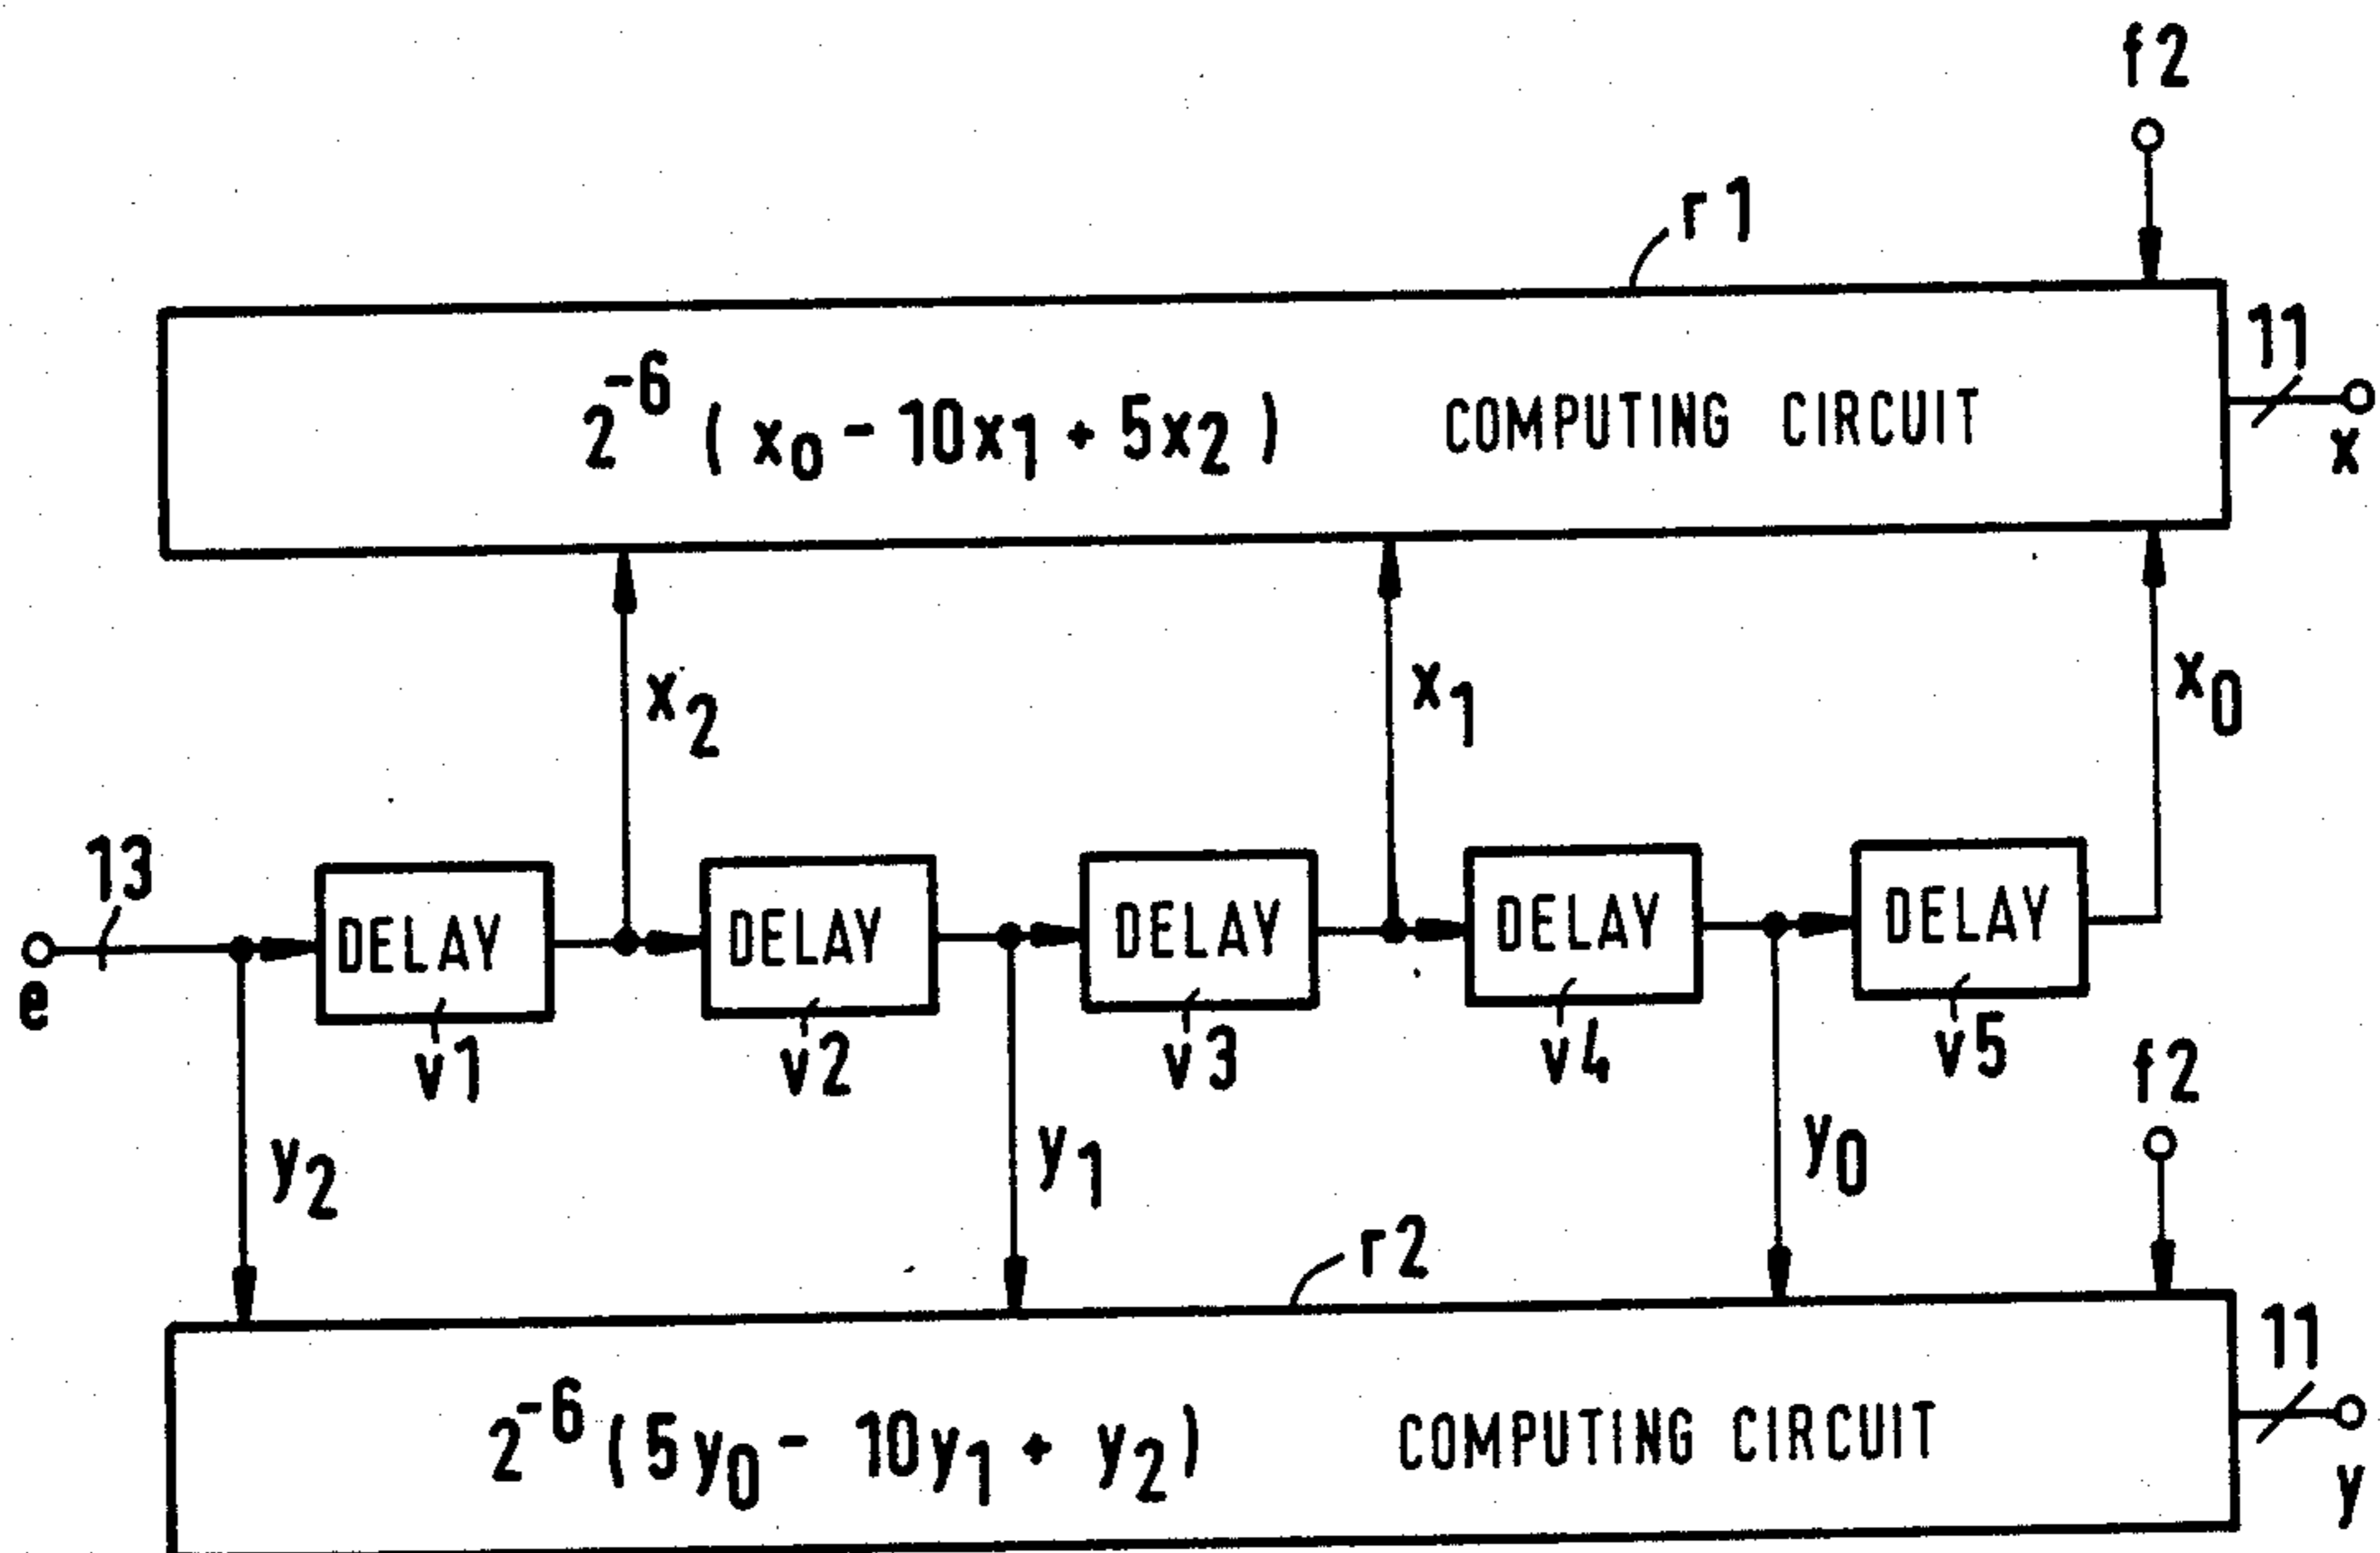 f2
r1
11
2⁻⁶ ( x₀ - 10x₁ + 5x₂ ) COMPUTING CIRCUIT
x
x₂ x₁ x₀
13
e
DELAY DELAY DELAY DELAY DELAY
v1 v2 v3 v4 v5
f2
y₂ y₁ y₀
r2
11
2⁻⁶ ( 5y₀ - 10y₁ + y₂ ) COMPUTING CIRCUIT
y